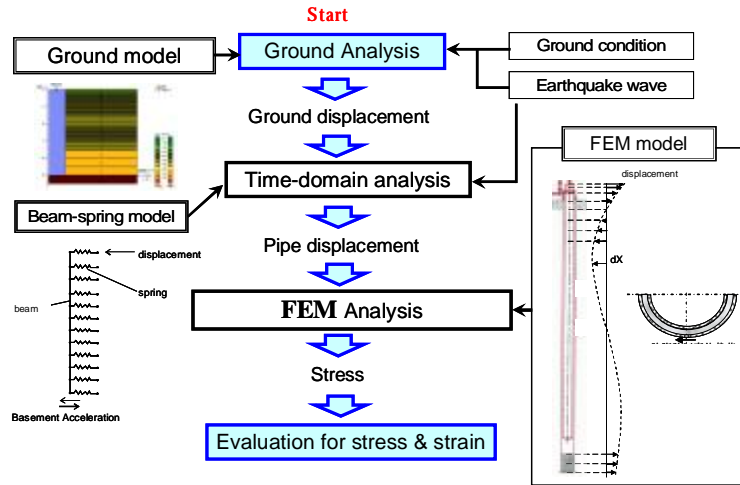 Start
Ground model
Ground Analysis
Ground condition
Earthquake wave
Ground displacement
FEM model
displacement
Time-domain analysis
Beam-spring model
Pipe displacement
displacement
spring
dX
beam
FEM Analysis
Stress
Basement Acceleration
Evaluation for stress & strain